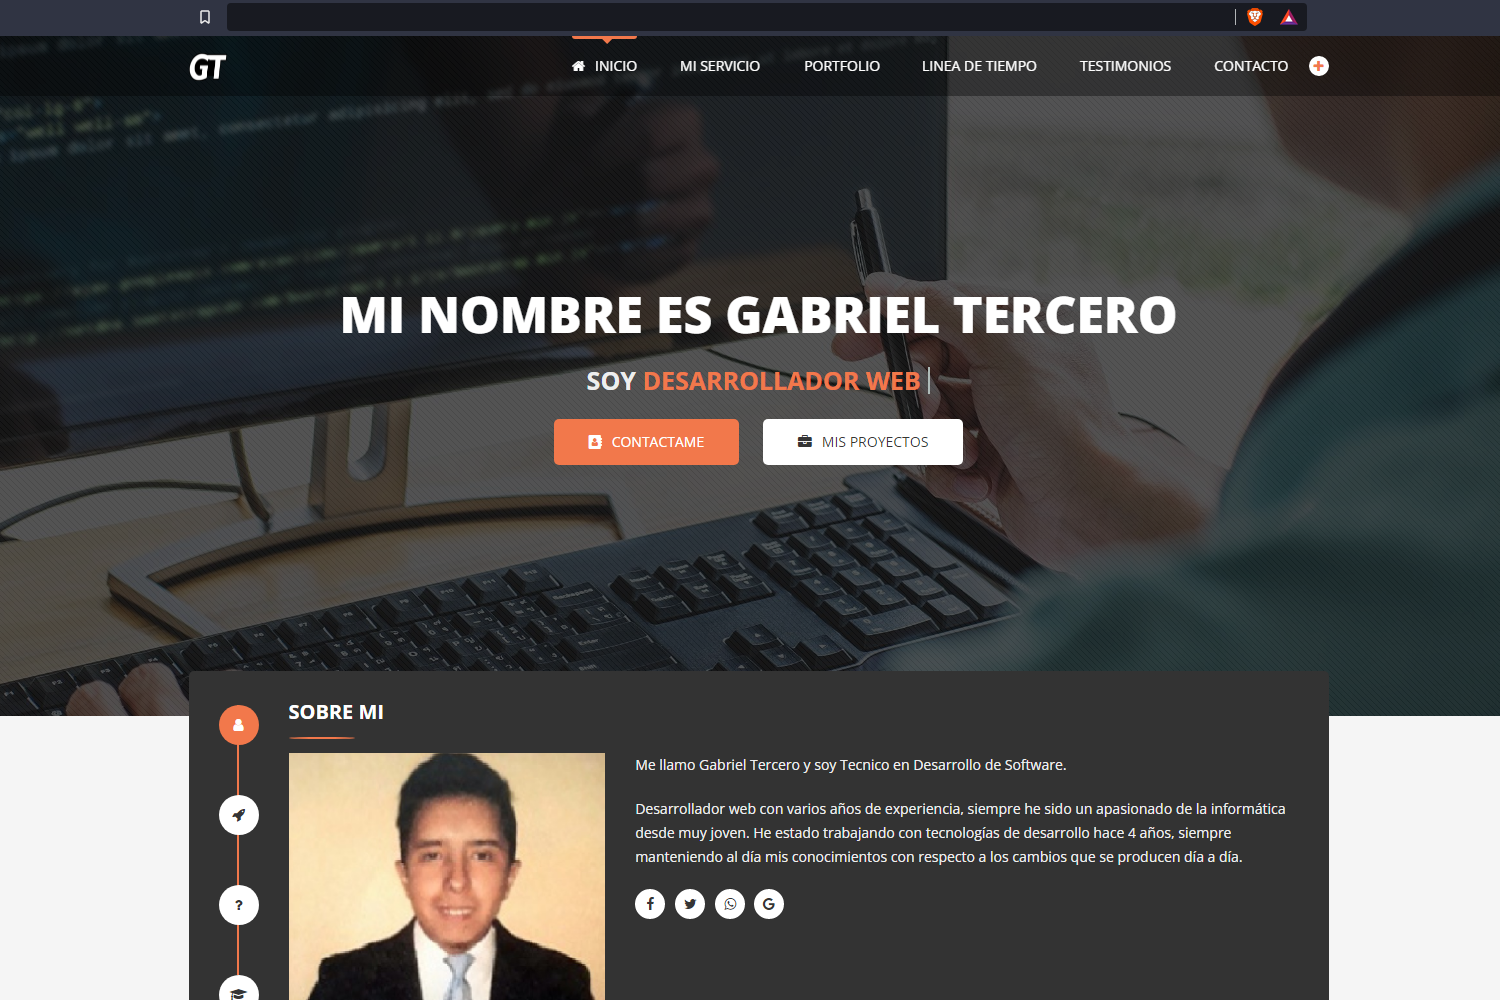 GT
INICIO
MI SERVICIO
PORTFOLIO
LINEA DE TIEMPO
TESTIMONIOS
CONTACTO
MI NOMBRE ES GABRIEL TERCERO
SOY DESARROLLADOR WEB
CONTACTAME
MIS PROYECTOS
SOBRE MI
Me llamo Gabriel Tercero y soy Tecnico en Desarrollo de Software.
Desarrollador web con varios años de experiencia, siempre he sido un apasionado de la informática
desde muy joven. He estado trabajando con tecnologías de desarrollo hace 4 años, siempre
manteniendo al día mis conocimientos con respecto a los cambios que se producen día a día.